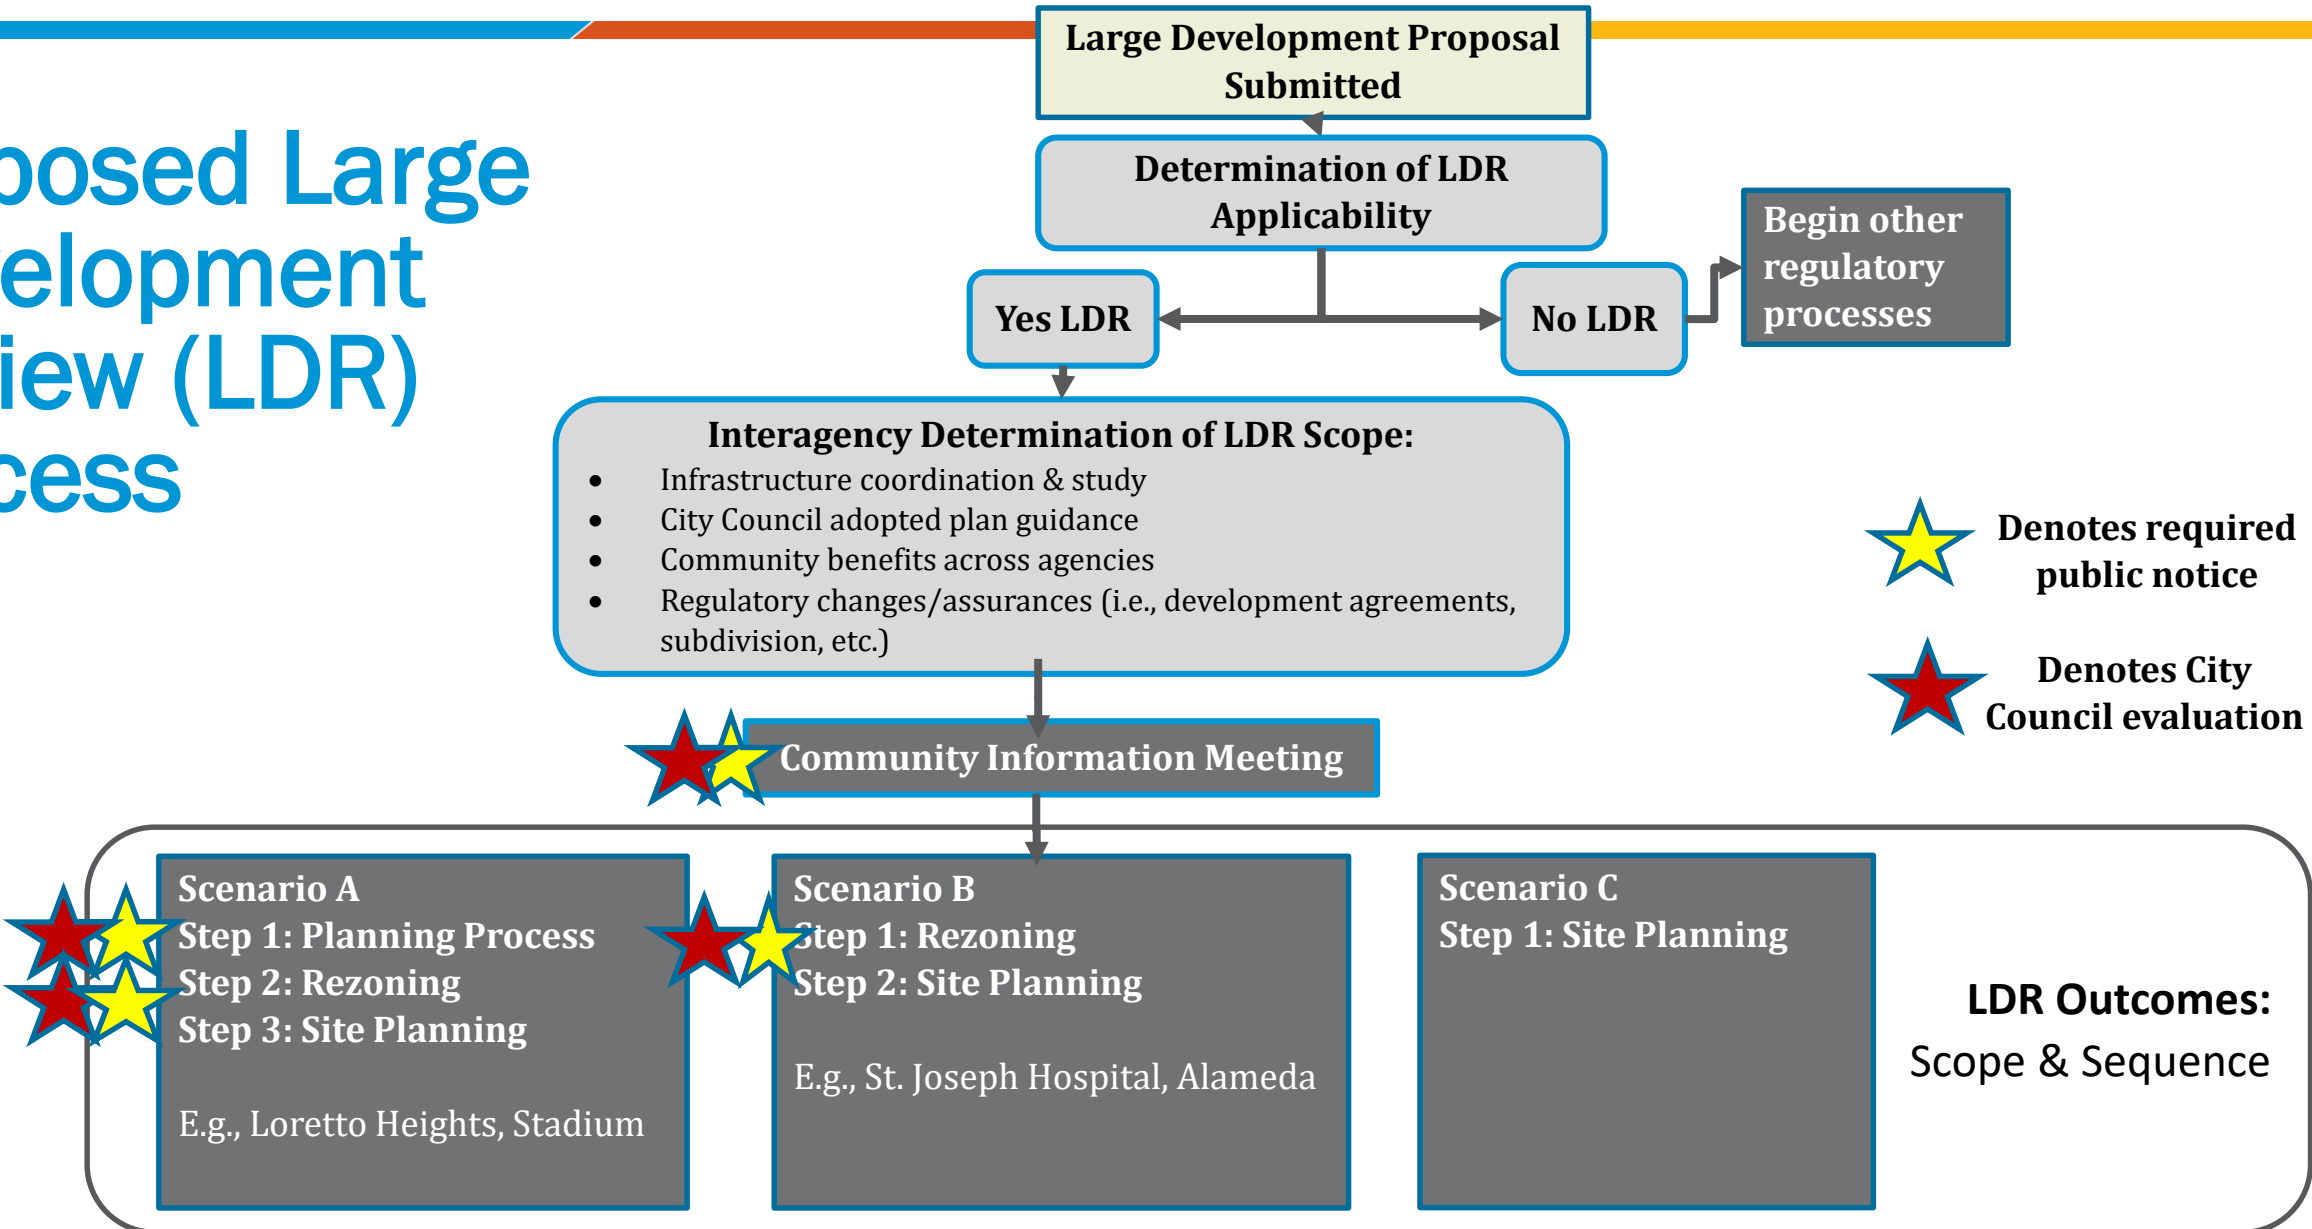 posed Large
velopment
iew (LDR)
cess
Large Development Proposal
Submitted
Determination of LDR
Applicability
Yes LDR
No LDR
Begin other
regulatory
processes
Interagency Determination of LDR Scope:
• Infrastructure coordination & study
• City Council adopted plan guidance
• Community benefits across agencies
• Regulatory changes/assurances (i.e., development agreements,
subdivision, etc.)
Denotes required
public notice
Denotes City
Council evaluation
Community Information Meeting
Scenario A
Step 1: Planning Process
Step 2: Rezoning
Step 3: Site Planning
E.g., Loretto Heights, Stadium
Scenario B
Step 1: Rezoning
Step 2: Site Planning
E.g., St. Joseph Hospital, Alameda
Scenario C
Step 1: Site Planning
LDR Outcomes:
Scope & Sequence